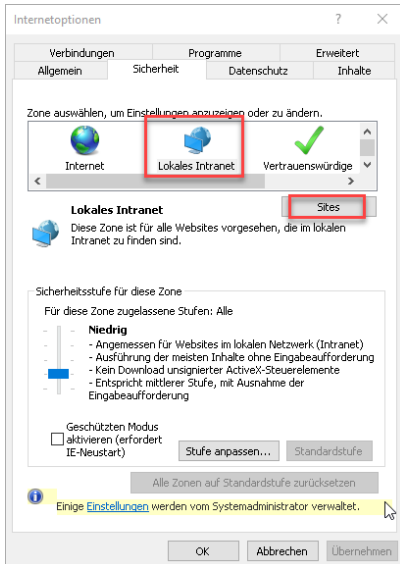 Internetoptionen
? ×
Verbindungen Programme Erweitert
Allgemein Sicherheit Datenschutz Inhalte
Zone auswählen, um Einstellungen anzuzeigen oder zu ändern.
Internet Lokales Intranet Vertrauenswürdige
Sites
Lokales Intranet
Diese Zone ist für alle Websites vorgesehen, die im lokalen
Intranet zu finden sind.
Sicherheitsstufe für diese Zone
Für diese Zone zugelassene Stufen: Alle
Niedrig
- Angemessen für Websites im lokalen Netzwerk (Intranet)
- Ausführung der meisten Inhalte ohne Eingabeaufforderung
- Kein Download unsignierter ActiveX-Steuerelemente
- Entspricht mittlerer Stufe, mit Ausnahme der
Eingabeaufforderung
Geschützten Modus
aktivieren (erfordert
IE-Neustart)
Stufe anpassen... Standardstufe
Alle Zonen auf Standardstufe zurücksetzen
Einige Einstellungen werden vom Systemadministrator verwaltet.
OK Abbrechen Übernehmen